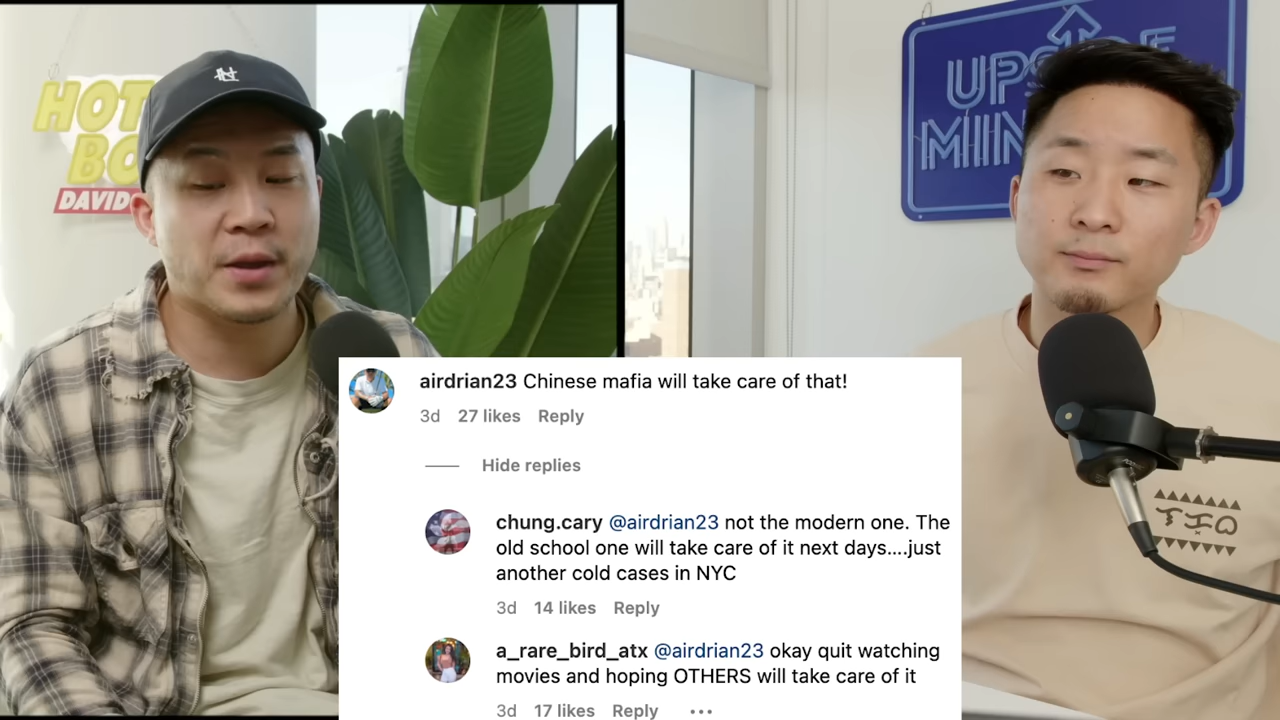 HOT
BO
DAVID
UPSIDE
MIN
airdrian23 Chinese mafia will take care of that!
3d 27 likes Reply
Hide replies
chung.cary @airdrian23 not the modern one. The
old school one will take care of it next days....just
another cold cases in NYC
3d 14 likes Reply
a_rare_bird_atx @airdrian23 okay quit watching
movies and hoping OTHERS will take care of it
3d 17 likes Reply